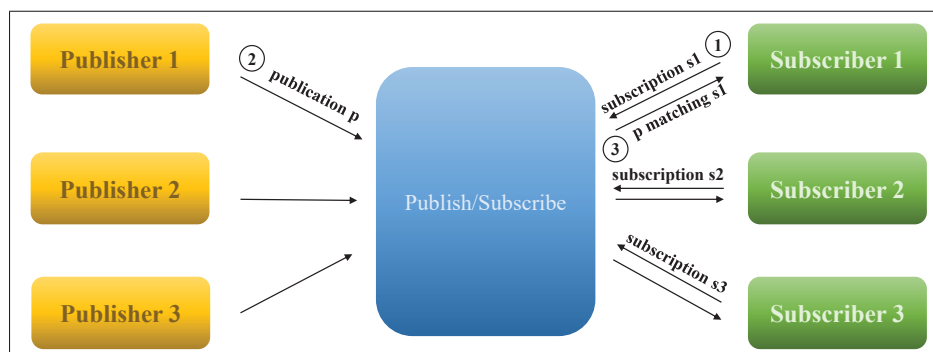 Publisher 1
2
publication p
1
subscription s1
p matching s1
3
Subscriber 1
Publisher 2
Publish/Subscribe
subscription s2
Subscriber 2
Publisher 3
subscription s3
Subscriber 3